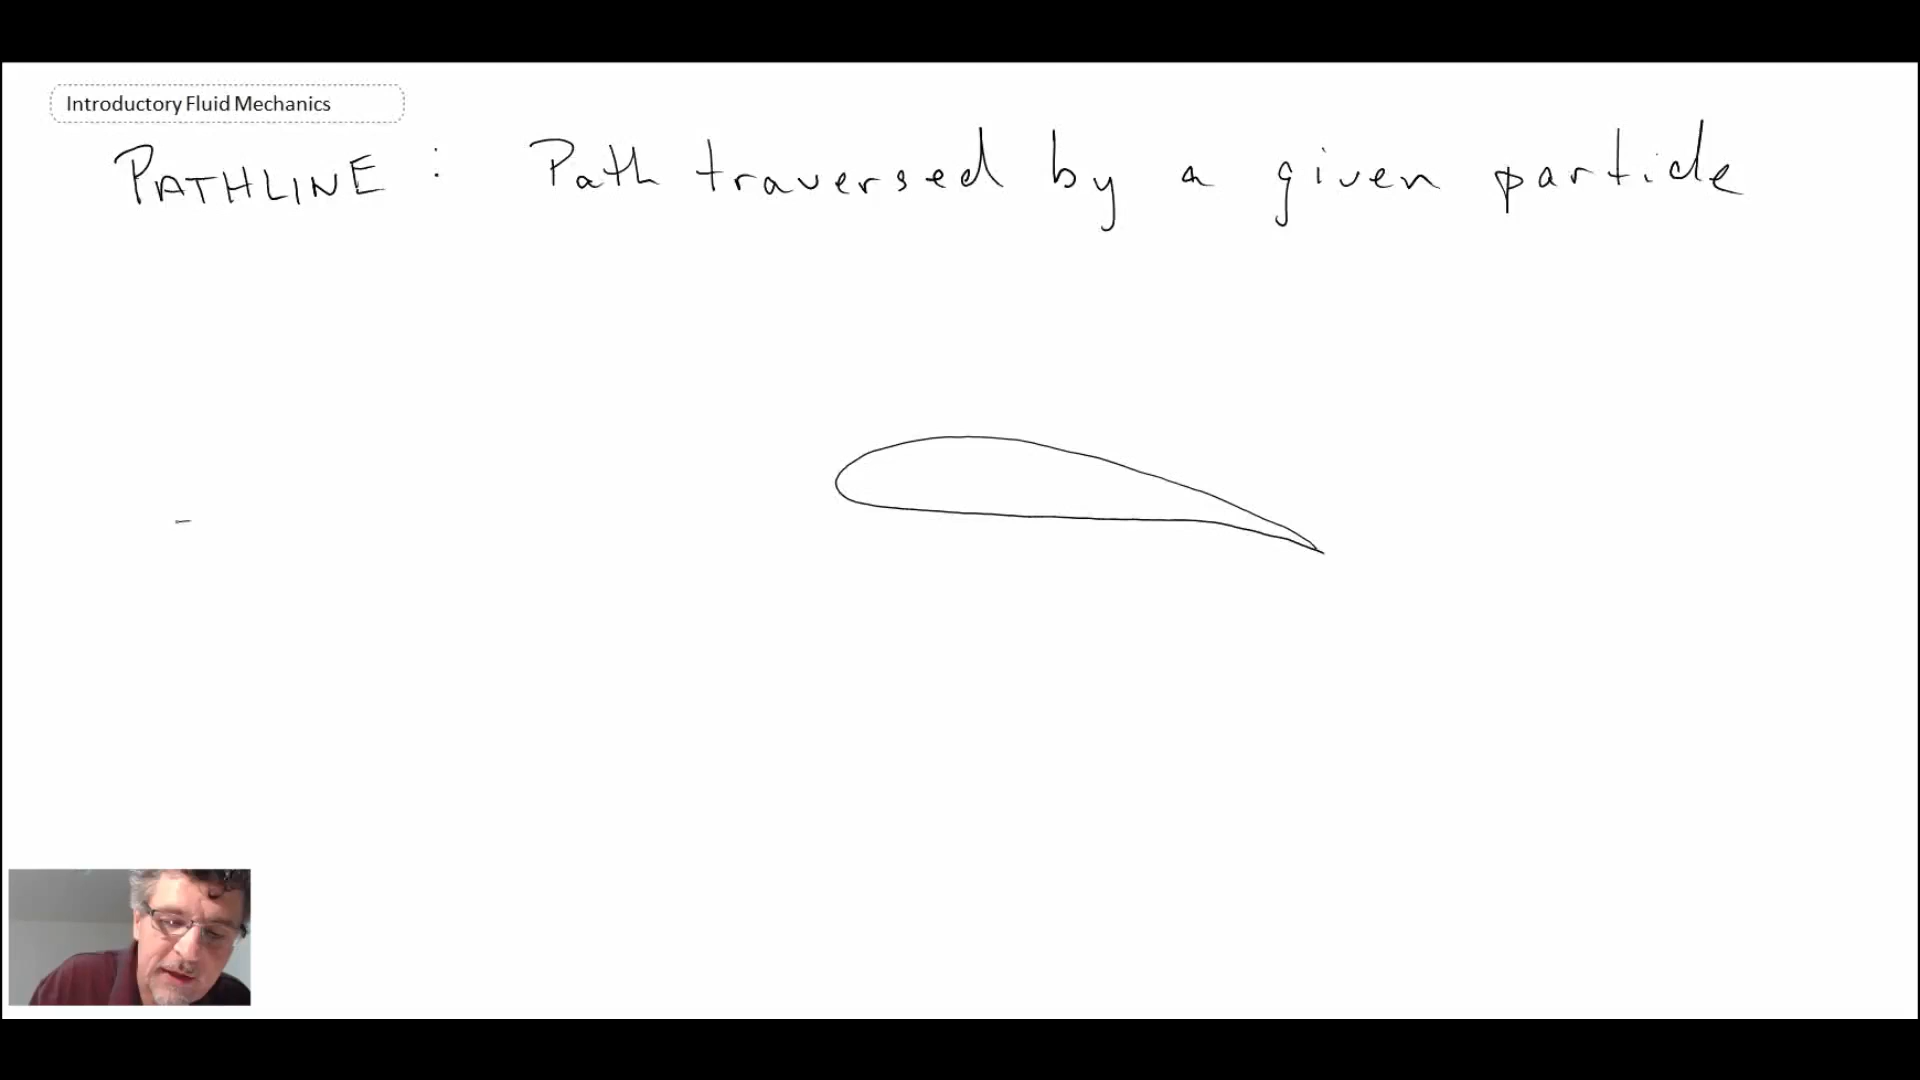 Introductory Fluid Mechanics
PATHLINE : Path traversed by a given particle